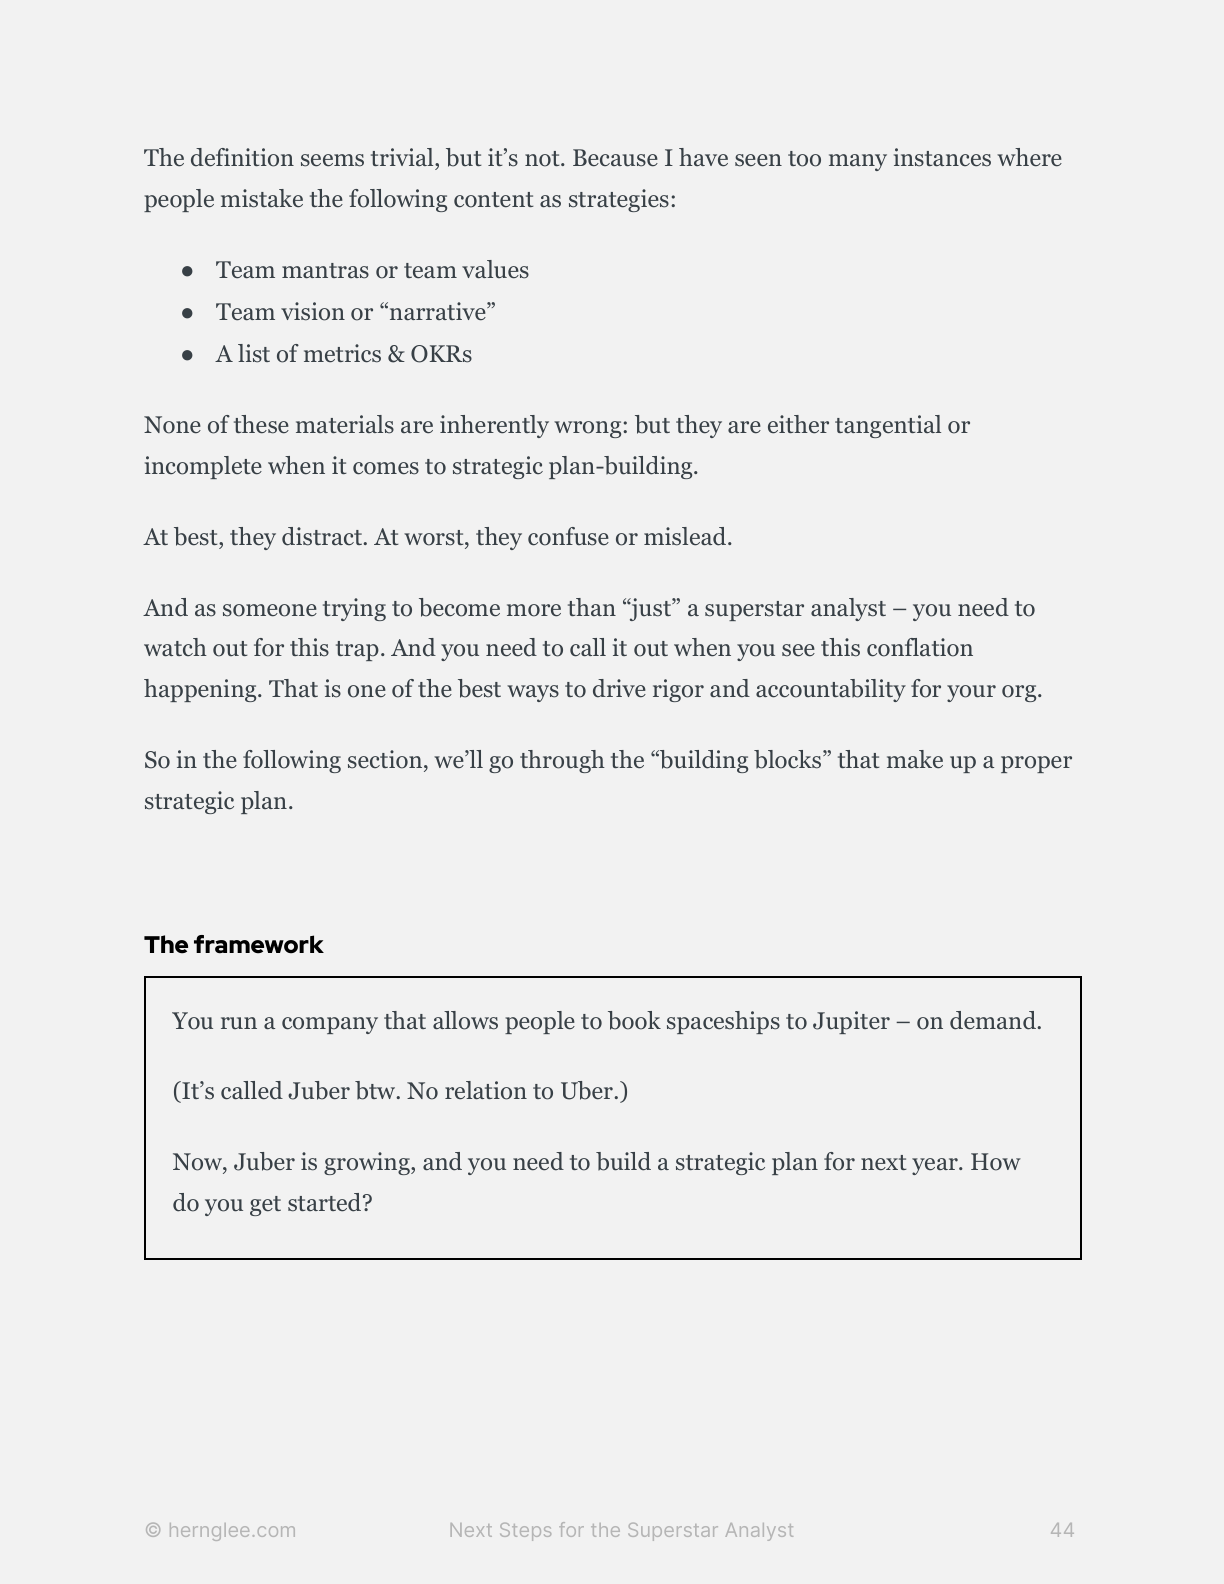 The definition seems trivial, but it’s not. Because I have seen too many instances where
people mistake the following content as strategies:
● Team mantras or team values
● Team vision or “narrative”
● A list of metrics & OKRs
None of these materials are inherently wrong: but they are either tangential or
incomplete when it comes to strategic plan-building.
At best, they distract. At worst, they confuse or mislead.
And as someone trying to become more than “just” a superstar analyst – you need to
watch out for this trap. And you need to call it out when you see this conflation
happening. That is one of the best ways to drive rigor and accountability for your org.
So in the following section, we’ll go through the “building blocks” that make up a proper
strategic plan.
The framework
You run a company that allows people to book spaceships to Jupiter – on demand.
(It’s called Juber btw. No relation to Uber.)
Now, Juber is growing, and you need to build a strategic plan for next year. How
do you get started?
© hernglee.com Next Steps for the Superstar Analyst 44